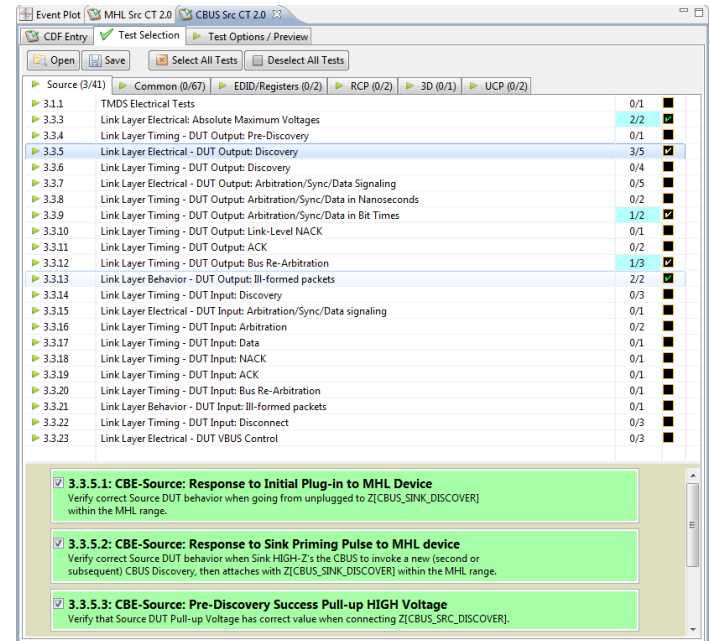 Event Plot MHL Src CT 2.0 CBUS Src CT 2.0
CDF Entry Test Selection Test Options / Preview
Open Save Select All Tests Deselect All Tests
Source (3/41) Common (0/67) EDID/Registers (0/2) RCP (0/2) 3D (0/1) UCP (0/2)
3.1.1 TMDS Electrical Tests 0/1
3.3.3 Link Layer Electrical: Absolute Maximum Voltages 2/2
3.3.4 Link Layer Timing - DUT Output: Pre-Discovery 0/1
3.3.5 Link Layer Electrical - DUT Output: Discovery 3/5
3.3.6 Link Layer Timing - DUT Output: Discovery 0/4
3.3.7 Link Layer Electrical - DUT Output: Arbitration/Sync/Data Signaling 0/5
3.3.8 Link Layer Timing - DUT Output: Arbitration/Sync/Data in Nanoseconds 0/2
3.3.9 Link Layer Timing - DUT Output: Arbitration/Sync/Data in Bit Times 1/2
3.3.10 Link Layer Timing - DUT Output: Link-Level NACK 0/1
3.3.11 Link Layer Timing - DUT Output: ACK 0/2
3.3.12 Link Layer Timing - DUT Output: Bus Re-Arbitration 1/3
3.3.13 Link Layer Behavior - DUT Output: Ill-formed packets 2/2
3.3.14 Link Layer Timing - DUT Input: Discovery 0/3
3.3.15 Link Layer Electrical - DUT Input: Arbitration/Sync/Data signaling 0/1
3.3.16 Link Layer Timing - DUT Input: Arbitration 0/2
3.3.17 Link Layer Timing - DUT Input: Data 0/1
3.3.18 Link Layer Timing - DUT Input: NACK 0/1
3.3.19 Link Layer Timing - DUT Input: ACK 0/1
3.3.20 Link Layer Timing - DUT Input: Bus Re-Arbitration 0/1
3.3.21 Link Layer Behavior - DUT Input: Ill-formed packets 0/1
3.3.22 Link Layer Timing - DUT Input: Disconnect 0/3
3.3.23 Link Layer Electrical - DUT VBUS Control 0/3
3.3.5.1: CBE-Source: Response to Initial Plug-in to MHL Device
Verify correct Source DUT behavior when going from unplugged to Z[CBUS_SINK_DISCOVER]
within the MHL range.
3.3.5.2: CBE-Source: Response to Sink Priming Pulse to MHL device
Verify correct Source DUT behavior when Sink HIGH-Z's the CBUS to invoke a new (second or
subsequent) CBUS Discovery, then attaches with Z[CBUS_SINK_DISCOVER] within the MHL range.
3.3.5.3: CBE-Source: Pre-Discovery Success Pull-up HIGH Voltage
Verify that Source DUT Pull-up Voltage has correct value when connecting Z[CBUS_SRC_DISCOVER].